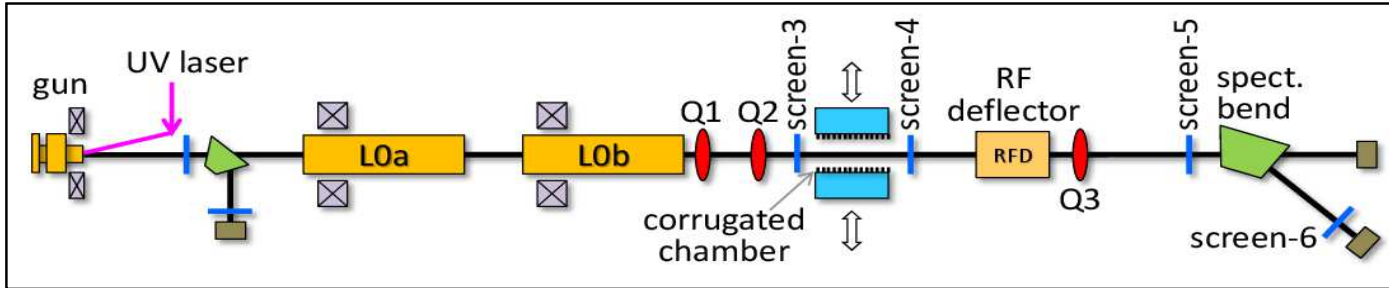 gun
UV laser
L0a
L0b
Q1
Q2
screen-3
corrugated
chamber
screen-4
RF
deflector
RFD
Q3
screen-5
spect.
bend
screen-6